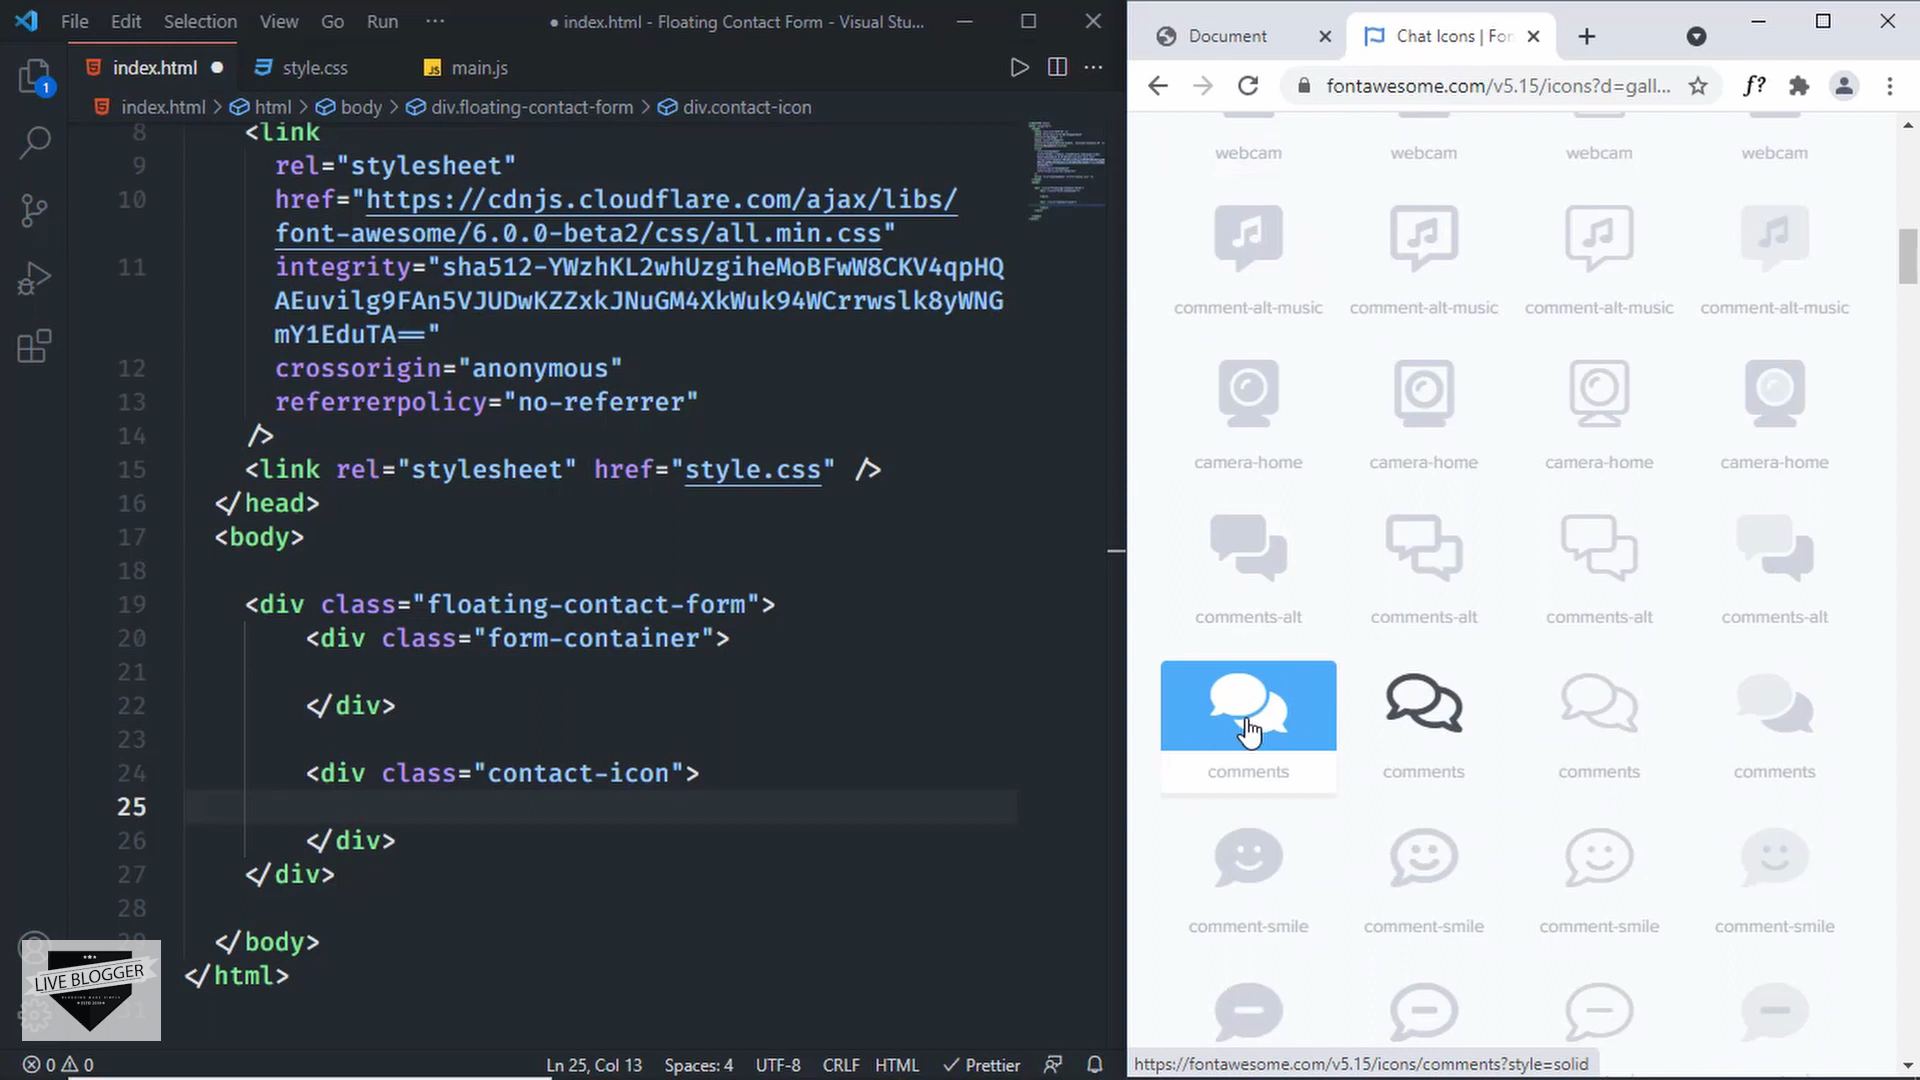 File Edit Selection View Go Run ··· ● index.html - Floating Contact Form - Visual Stu...
index.html ● style.css JS main.js
index.html > html > body > div.floating-contact-form > div.contact-icon
8 <link
9 rel="stylesheet"
10 href="https://cdnjs.cloudflare.com/ajax/libs/
font-awesome/6.0.0-beta2/css/all.min.css"
11 integrity="sha512-YWzhKL2whUzgiheMoBFwW8CKV4qpHQ
AEuvilg9FAn5VJUDwKZZxkJNuGM4XkWuk94WCrrwslk8yWNG
mY1EduTA=="
12 crossorigin="anonymous"
13 referrerpolicy="no-referrer"
14 />
15 <link rel="stylesheet" href="style.css" />
16 </head>
17 <body>
18
19 <div class="floating-contact-form">
20 <div class="form-container">
21
22 </div>
23
24 <div class="contact-icon">
25
26 </div>
27 </div>
28
</body>
</html>
LIVE BLOGGER
0 0 Ln 25, Col 13 Spaces: 4 UTF-8 CRLF HTML Prettier
Document Chat Icons | Fon
fontawesome.com/v5.15/icons?d=gall... f?
webcam webcam webcam webcam
comment-alt-music comment-alt-music comment-alt-music comment-alt-music
camera-home camera-home camera-home camera-home
comments-alt comments-alt comments-alt comments-alt
comments comments comments comments
comment-smile comment-smile comment-smile comment-smile
https://fontawesome.com/v5.15/icons/comments?style=solid
1